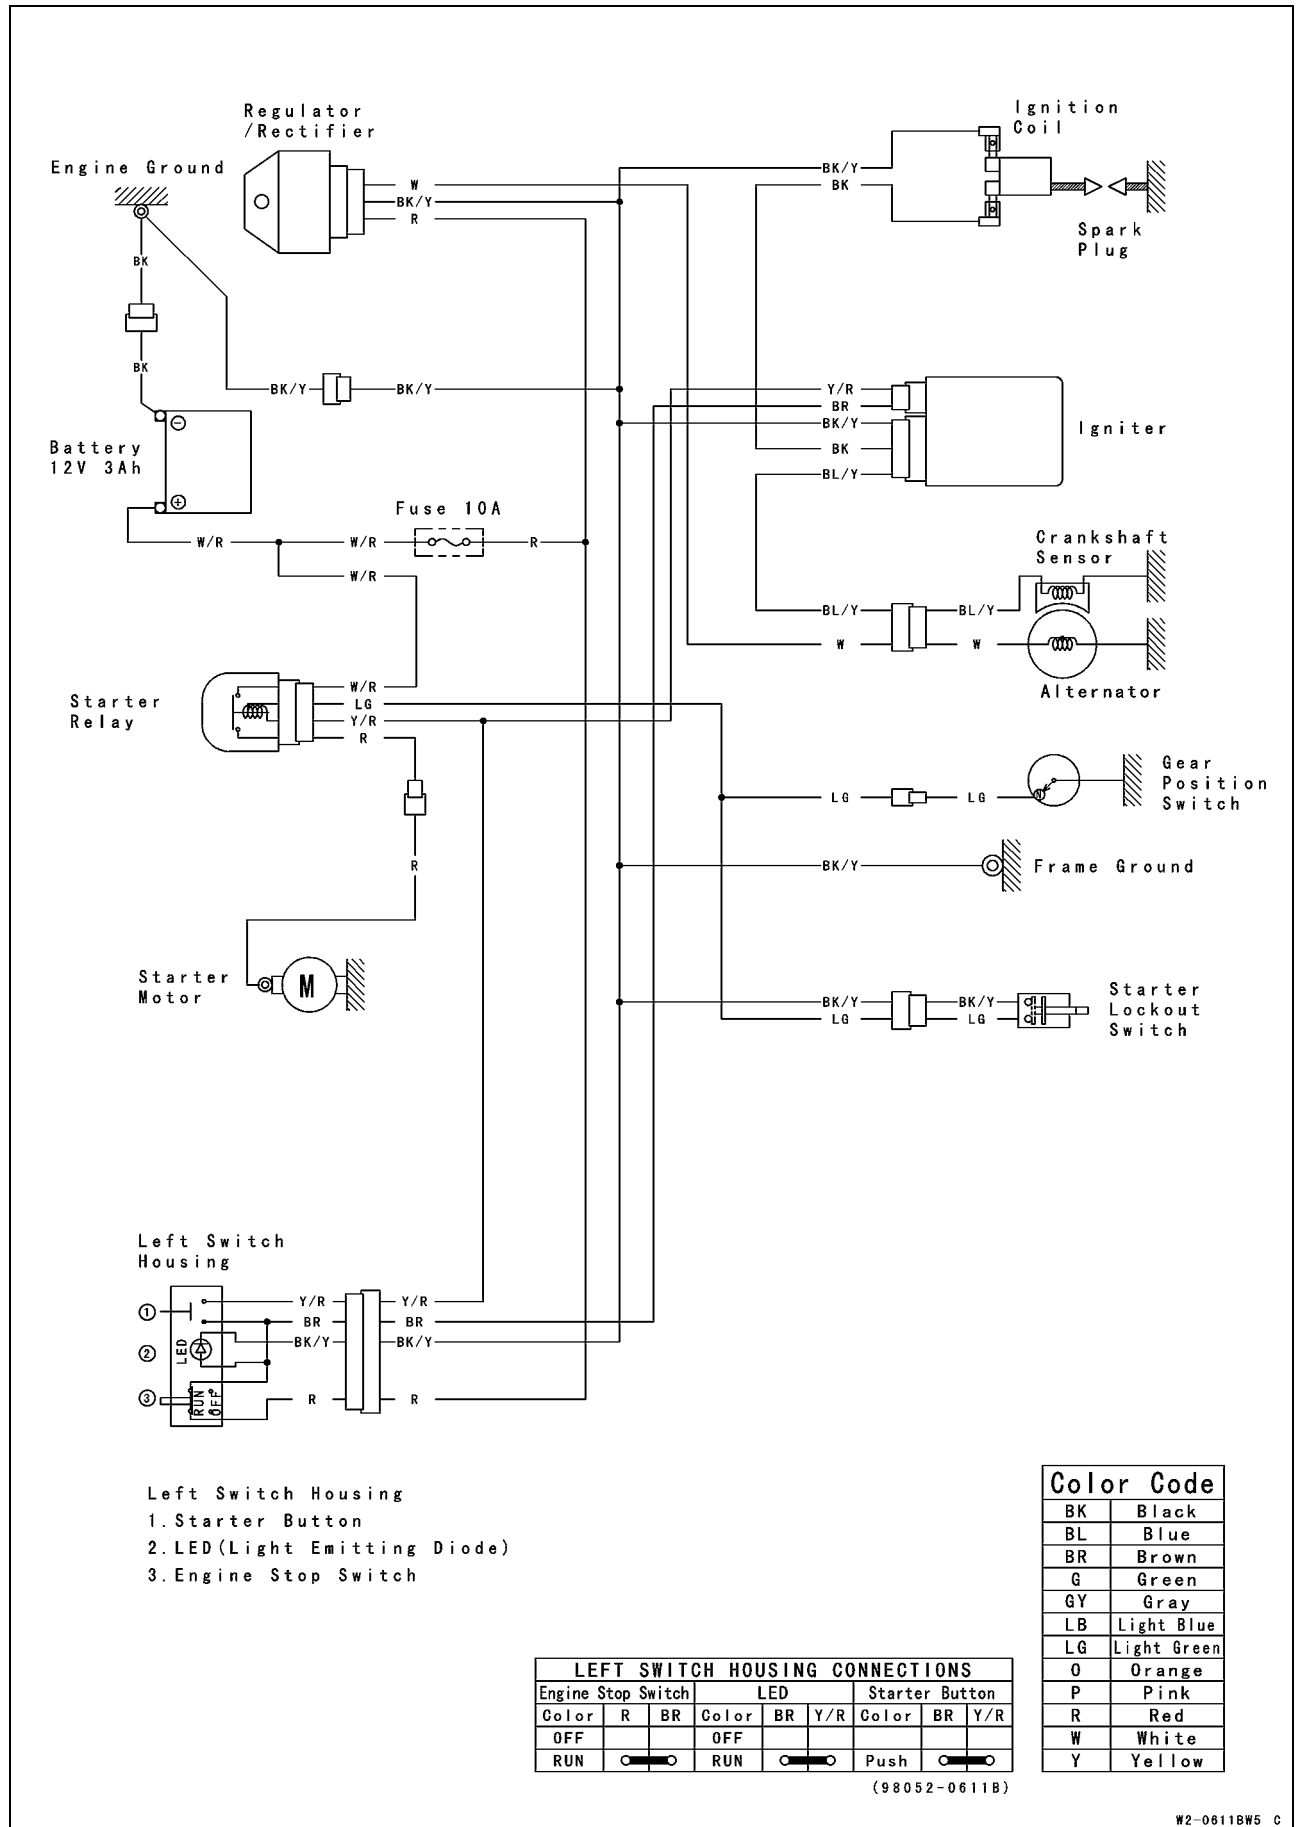 Regulator
/Rectifier
Ignition
Coil
Engine Ground
BK/Y
W
BK
BK/Y
R
Spark
Plug
BK
BK
BK/Y
BK/Y
Y/R
BR
BK/Y
Igniter
Battery
12V 3Ah
BK
BL/Y
Fuse 10A
W/R
W/R
R
Crankshaft
Sensor
W/R
BL/Y
BL/Y
W
W
Starter
Relay
W/R
LG
Y/R
R
Alternator
Gear
Position
Switch
LG
LG
N
R
BK/Y
Frame Ground
Starter
Motor
M
BK/Y
BK/Y
LG
LG
Starter
Lockout
Switch
Left Switch
Housing
1
Y/R
Y/R
BR
BR
BK/Y
BK/Y
2
LED
3
RUN
OFF
R
R
Left Switch Housing
1.Starter Button
2.LED(Light Emitting Diode)
3.Engine Stop Switch
Color Code
BK Black
BL Blue
BR Brown
G Green
GY Gray
LB Light Blue
LG Light Green
O Orange
P Pink
R Red
W White
Y Yellow
LEFT SWITCH HOUSING CONNECTIONS
Engine Stop Switch LED Starter Button
Color R BR Color BR Y/R Color BR Y/R
OFF OFF
RUN RUN Push
(98052-0611B)
W2-0611BW5 C